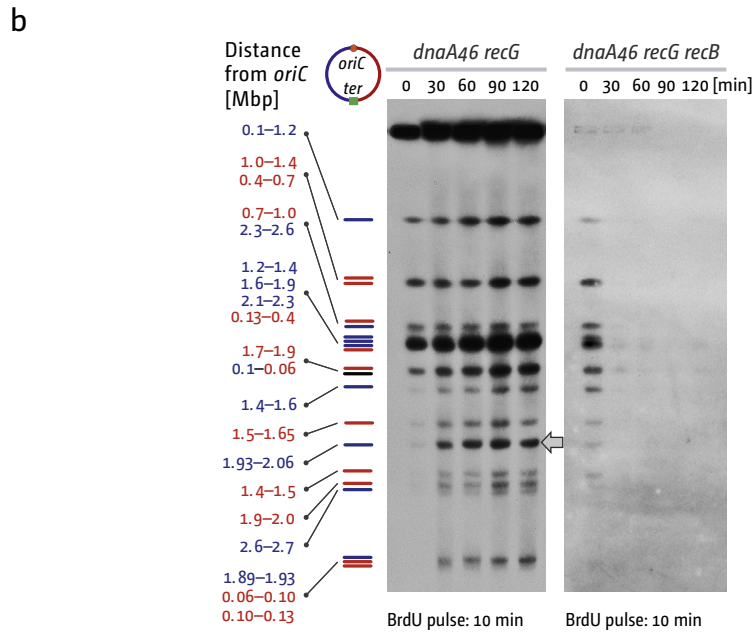 b
Distance
from oriC
[Mbp]
oriC
ter
dnaA46 recG
dnaA46 recG recB
0 30 60 90 120
0 30 60 90 120 [min]
0.1–1.2
1.0–1.4
0.4–0.7
0.7–1.0
2.3–2.6
1.2–1.4
1.6–1.9
2.1–2.3
0.13–0.4
1.7–1.9
0.1–0.06
1.4–1.6
1.5–1.65
1.93–2.06
1.4–1.5
1.9–2.0
2.6–2.7
1.89–1.93
0.06–0.10
0.10–0.13
BrdU pulse: 10 min
BrdU pulse: 10 min